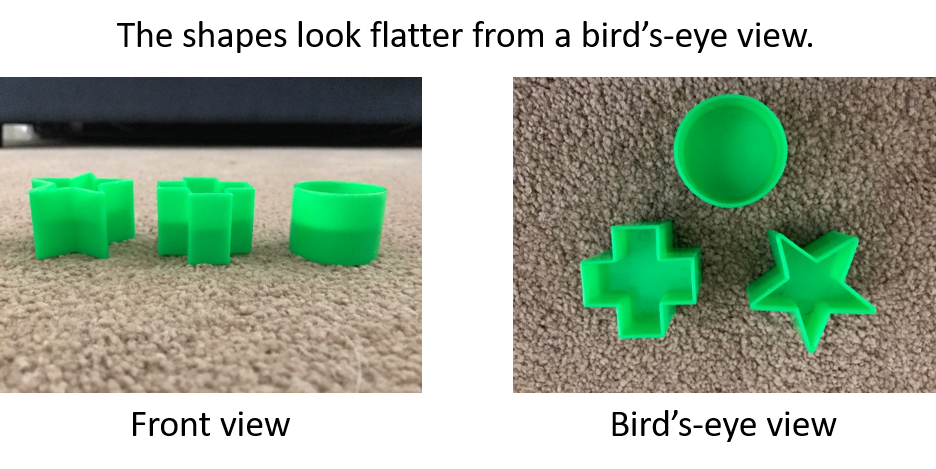 The shapes look flatter from a bird’s-eye view.
Front view
Bird’s-eye view